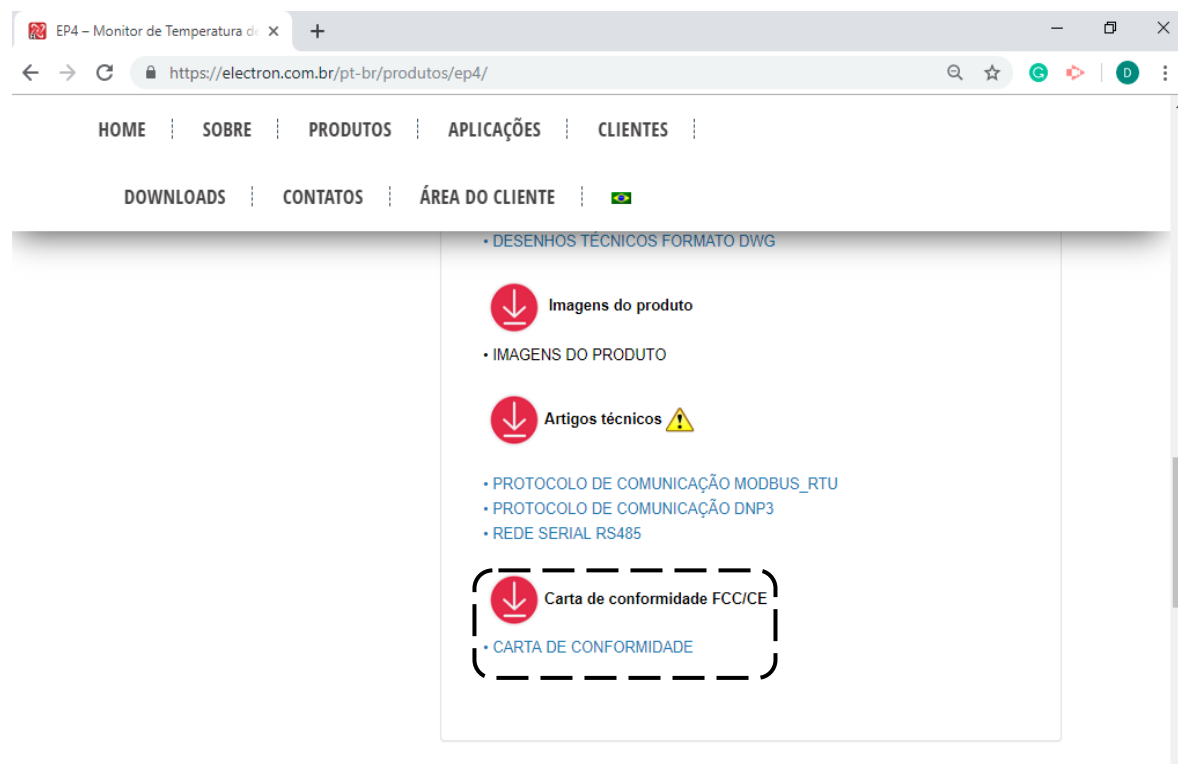 EP4 – Monitor de Temperatura de
https://electron.com.br/pt-br/produtos/ep4/
G
D
HOME
SOBRE
PRODUTOS
APLICAÇÕES
CLIENTES
DOWNLOADS
CONTATOS
ÁREA DO CLIENTE
• DESENHOS TÉCNICOS FORMATO DWG
Imagens do produto
• IMAGENS DO PRODUTO
Artigos técnicos
• PROTOCOLO DE COMUNICAÇÃO MODBUS_RTU
• PROTOCOLO DE COMUNICAÇÃO DNP3
• REDE SERIAL RS485
Carta de conformidade FCC/CE
• CARTA DE CONFORMIDADE